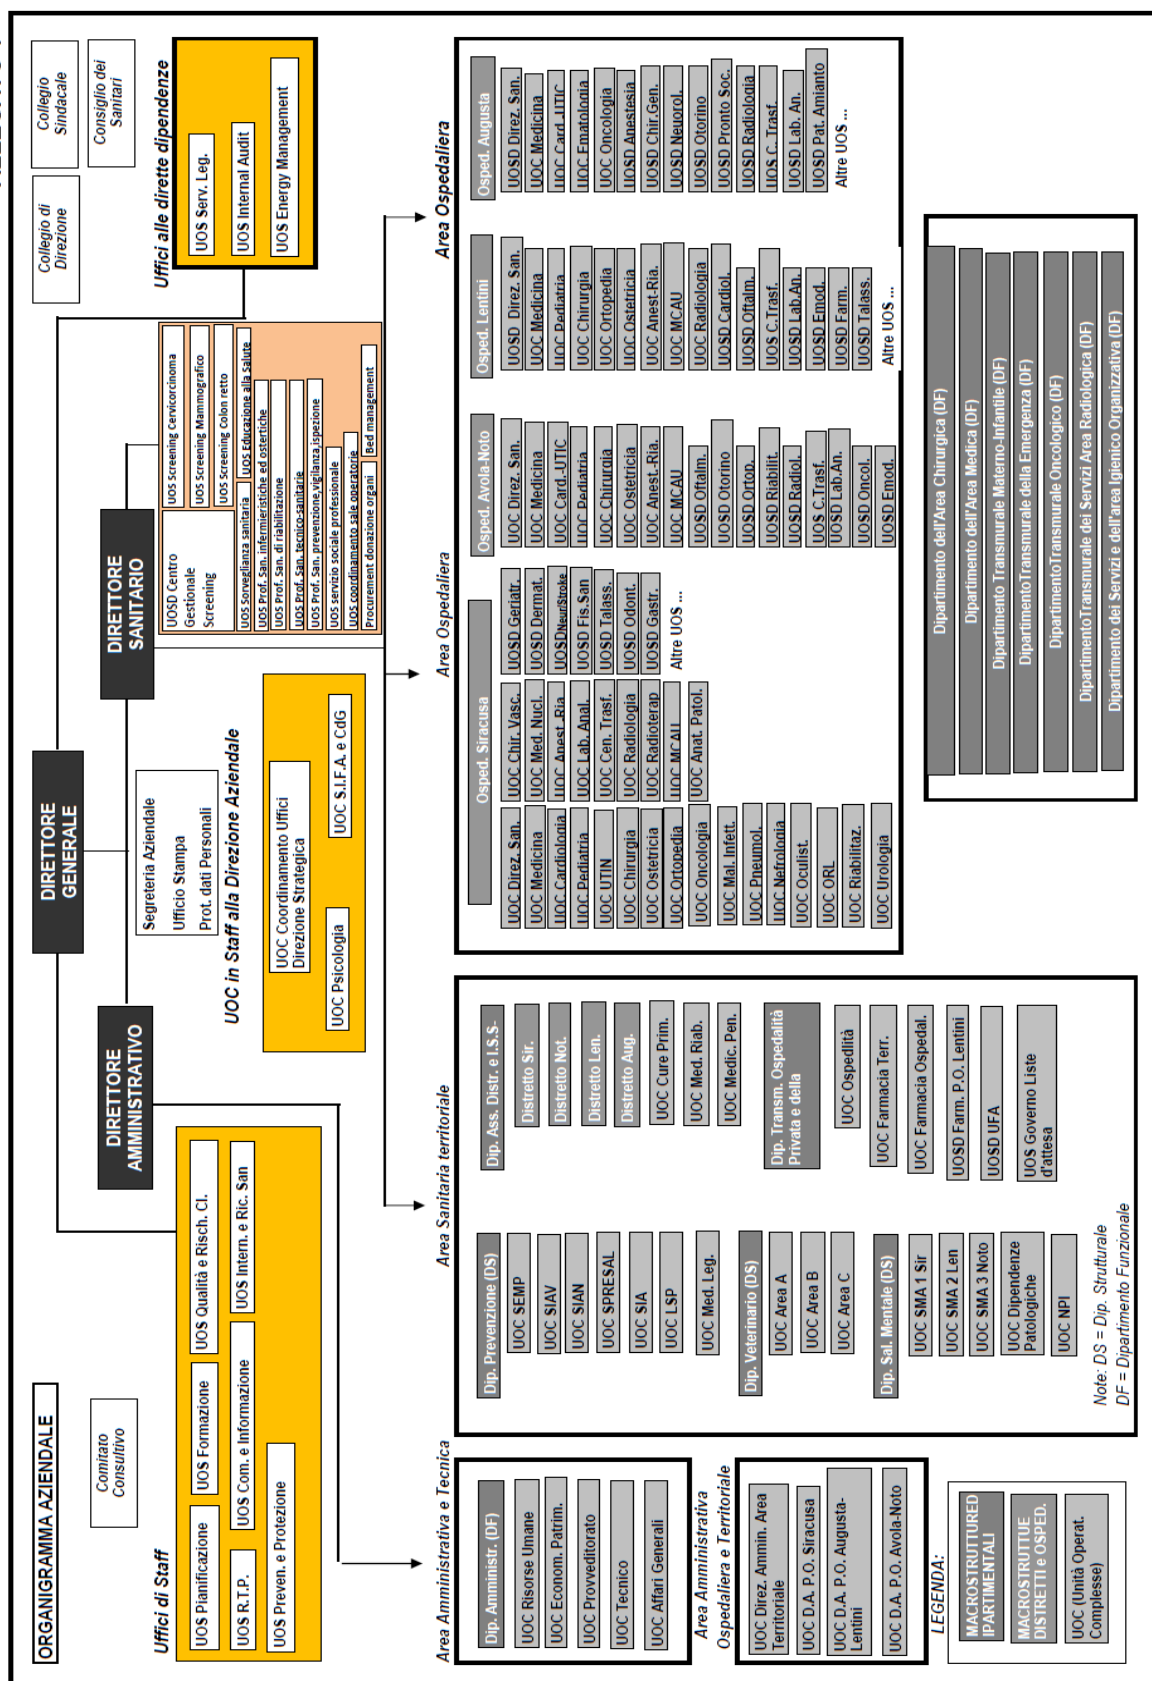 ORGANIGRAMMA AZIENDALE
DIRETTORE
GENERALE
Collegio di
Direzione
Collegio
Sindacale
Consiglio dei
Sanitari
Comitato
Consultivo
DIRETTORE
AMMINISTRATIVO
DIRETTORE
SANITARIO
Segreteria Aziendale
Ufficio Stampa
Prot. dati Personali
Uffici di Staff
UOS Pianificazione
UOS Formazione
UOS Qualità e Risch. Cl.
UOS R.T.P.
UOS Com. e Informazione
UOS Intern. e Ric. San
UOS Preven. e Protezione
UOC in Staff alla Direzione Aziendale
UOC Coordinamento Uffici
Direzione Strategica
UOC Psicologia
UOC S.I.F.A. e CdG
UOSD Centro
Gestionale
Screening
UOS Screening Cervicorcinoma
UOS Screening Mammografico
UOS Screening Colon retto
UOS Sorveglianza sanitaria
UOS Educazione alla Salute
UOS Prof. San. infermieristiche ed ostertiche
UOS Prof. San. di riabilitazione
UOS Prof. San. tecnico-sanitarie
UOS Prof. San. prevenzione,vigilanza,ispezione
UOS servizio sociale professionale
UOS coordinamento sale operatorie
Procurement donazione organi
Bed management
Uffici alle dirette dipendenze
UOS Serv. Leg.
UOS Internal Audit
UOS Energy Management
Area Amministrativa e Tecnica
Dip. Amministr. (DF)
UOC Risorse Umane
UOC Econom. Patrim.
UOC Provveditorato
UOC Tecnico
UOC Affari Generali
Area Amministrativa
Ospedaliera e Territoriale
UOC Direz. Ammin. Area
Territoriale
UOC D.A. P.O. Siracusa
UOC D.A. P.O. Augusta-
Lentini
UOC D.A. P.O. Avola-Noto
LEGENDA:
MACROSTRUTTURED
IPARTIMENTALI
MACROSTRUTTUE
DISTRETTI e OSPED.
UOC (Unità Operat.
Complesse)
Area Sanitaria territoriale
Dip. Prevenzione (DS)
UOC SEMP
UOC SIAV
UOC SIAN
UOC SPRESAL
UOC SIA
UOC LSP
UOC Med. Leg.
Dip. Veterinario (DS)
UOC Area A
UOC Area B
UOC Area C
Dip. Sal. Mentale (DS)
UOC SMA 1 Sir
UOC SMA 2 Len
UOC SMA 3 Noto
UOC Dipendenze
Patologiche
UOC NPI
Dip. Ass. Distr. e I.S.S-
Distretto Sir.
Distretto Not.
Distretto Len.
Distretto Aug.
UOC Cure Prim.
UOC Med. Riab.
UOC Medic. Pen.
Dip. Transm. Ospedalità
Privata e della
UOC Ospedlità
UOC Farmacia Terr.
UOC Farmacia Ospedal.
UOSD Farm. P.O. Lentini
UOSD UFA
UOS Governo Liste
d'attesa
Note: DS = Dip. Strutturale
DF = Dipartimento Funzionale
Area Ospedaliera
Area Ospedaliera
Osped. Siracusa
UOC Direz. San.
UOC Medicina
UOC Cardiologia
UOC Pediatria
UOC UTIN
UOC Chirurgia
UOC Ostetricia
UOC Ortopedia
UOC Oncologia
UOC Mal. Infett.
UOC Pneumol.
UOC Nefrologia
UOC Oculist.
UOC ORL
UOC Riabilitaz.
UOC Urologia
UOC Chir. Vasc.
UOC Med. Nucl.
UOC Anest.-Ria
UOC Lab. Anal.
UOC Cen. Trasf.
UOC Radiologia
UOC Radioterap
UOC MCAU
UOC Anat. Patol.
UOSD Geriatr.
UOSD Dermat.
UOSDNeur/Stroke
UOSD Fis.San
UOSD Talass.
UOSD Odont.
UOSD Gastr.
Altre UOS ...
Osped. Avola-Noto
UOC Direz. San.
UOC Medicina
UOC Card.-UTIC
UOC Pediatria
UOC Chirurgia
UOC Ostetricia
UOC Anest.-Ria.
UOC MCAU
UOSD Oftalm.
UOSD Otorino
UOSD Ortop.
UOSD Riabilit.
UOSD Radiol.
UOS C.Trasf.
UOSD Lab.An.
UOSD Oncol.
UOSD Emod.
Osped. Lentini
UOSD Direz. San.
UOC Medicina
UOC Pediatria
UOC Chirurgia
UOC Ortopedia
UOC Ostetricia
UOC Anest-Ria.
UOC MCAU
UOC Radiologia
UOSD Cardiol.
UOSD Oftalm.
UOS C.Trasf.
UOSD Lab.An.
UOSD Emod.
UOSD Farm.
UOSD Talass.
Altre UOS ...
Osped. Augusta
UOSD Direz. San.
UOC Medicina
UOC Card.-UTIC
UOC Ematologia
UOC Oncologia
UOSD Anestesia
UOSD Chir.Gen.
UOSD Neuorol.
UOSD Otorino
UOSD Pronto Soc.
UOSD Radiologia
UOS C. Trasf.
UOSD Lab. An.
UOSD Pat. Amianto
Altre UOS ...
Dipartimento dell'Area Chirurgica (DF)
Dipartimento dell'Area Medica (DF)
Dipartimento Transmurale Materno-Infantile (DF)
DipartimentoTransmurale della Emergenza (DF)
DipartimentoTransmurale Oncologico (DF)
DipartimentoTransmurale dei Servizi Area Radiologica (DF)
Dipartimento dei Servizi e dell'area Igienico Organizzativa (DF)